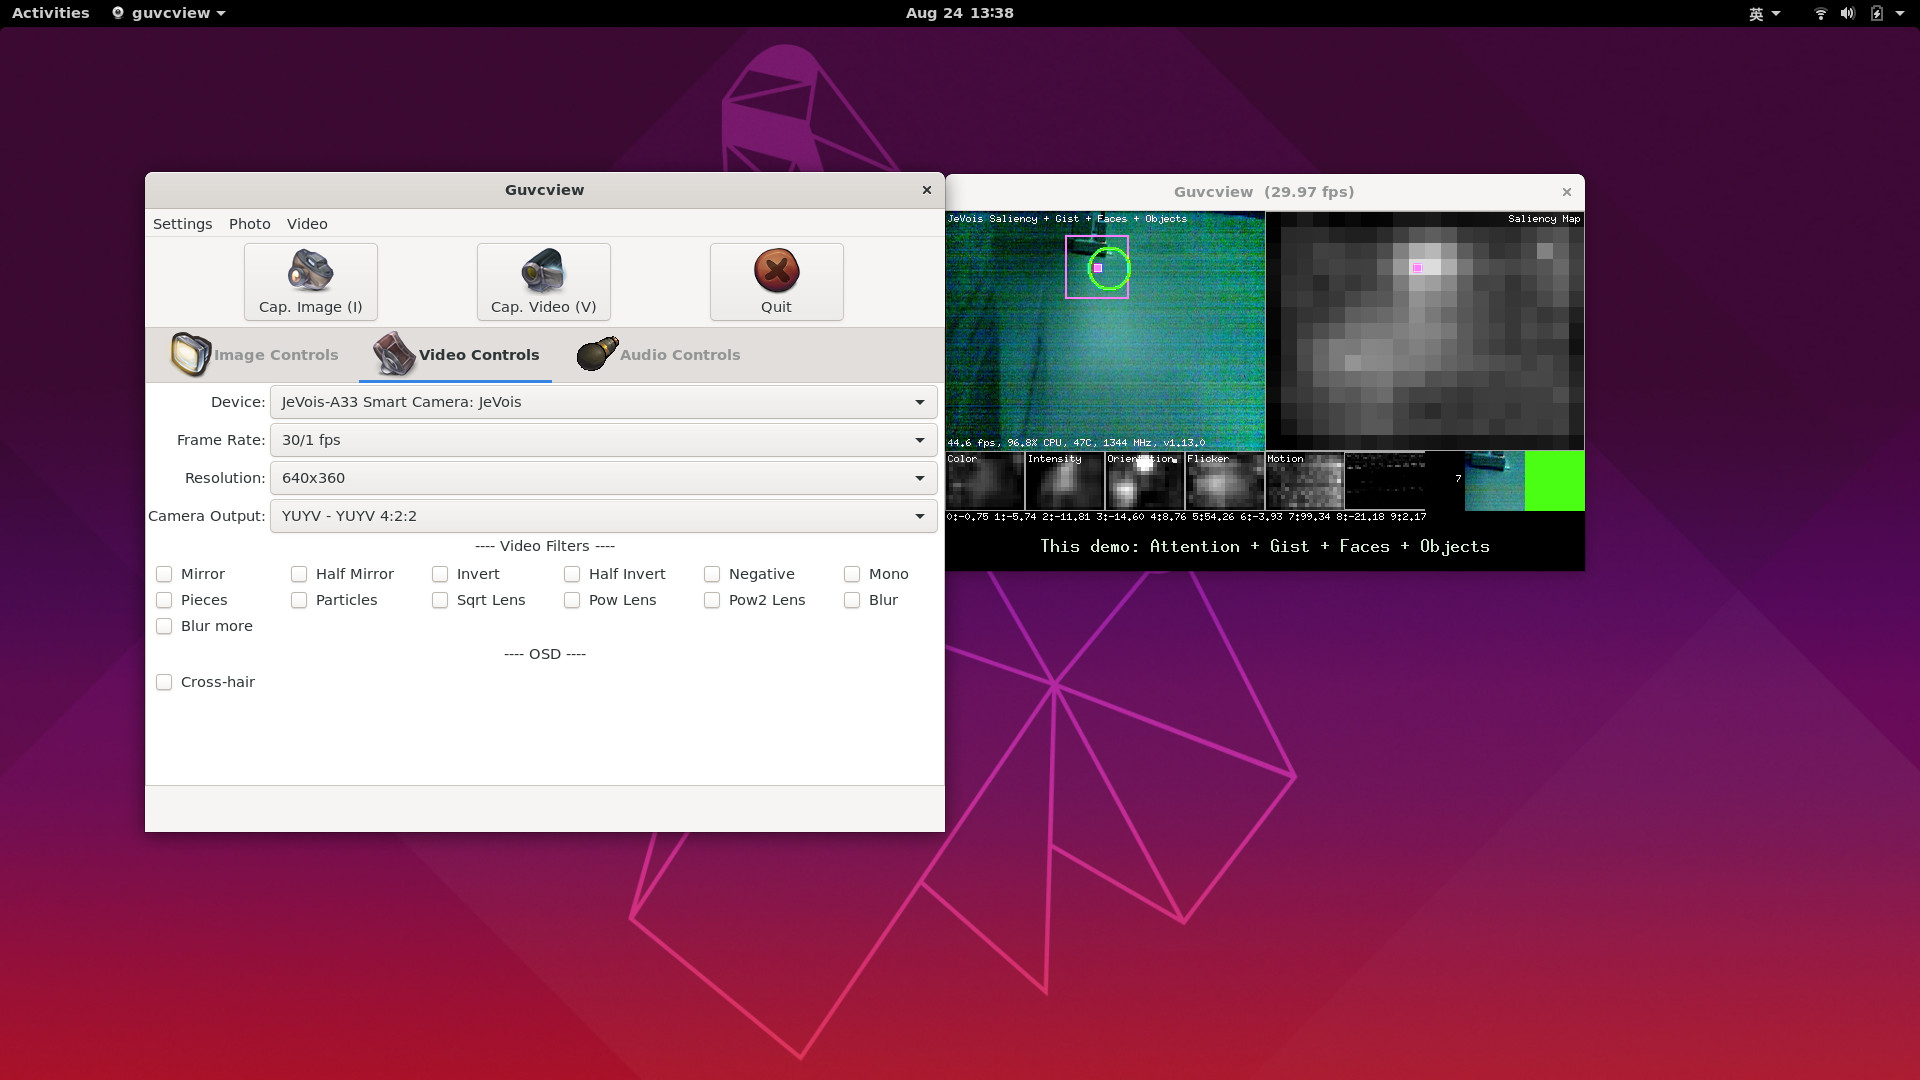 Activities guvcview Aug 24 13:38 英
Guvcview
Settings Photo Video
Cap. Image (I) Cap. Video (V) Quit
Image Controls Video Controls Audio Controls
Device: JeVois-A33 Smart Camera: JeVois
Frame Rate: 30/1 fps
Resolution: 640x360
Camera Output: YUYV - YUYV 4:2:2
---- Video Filters ----
Mirror Half Mirror Invert Half Invert Negative Mono
Pieces Particles Sqrt Lens Pow Lens Pow2 Lens Blur
Blur more
---- OSD ----
Cross-hair
Guvcview (29.97 fps)
JeVois Saliency + Gist + Faces + Objects Saliency Map
44.6 fps, 96.8% CPU, 47C, 1344 MHz, v1.13.0
Color Intensity Orientation Flicker Motion
7
0:-0.75 1:-5.74 2:-11.81 3:-14.60 4:8.76 5:54.26 6:-3.93 7:99.34 8:-21.18 9:2.17
This demo: Attention + Gist + Faces + Objects